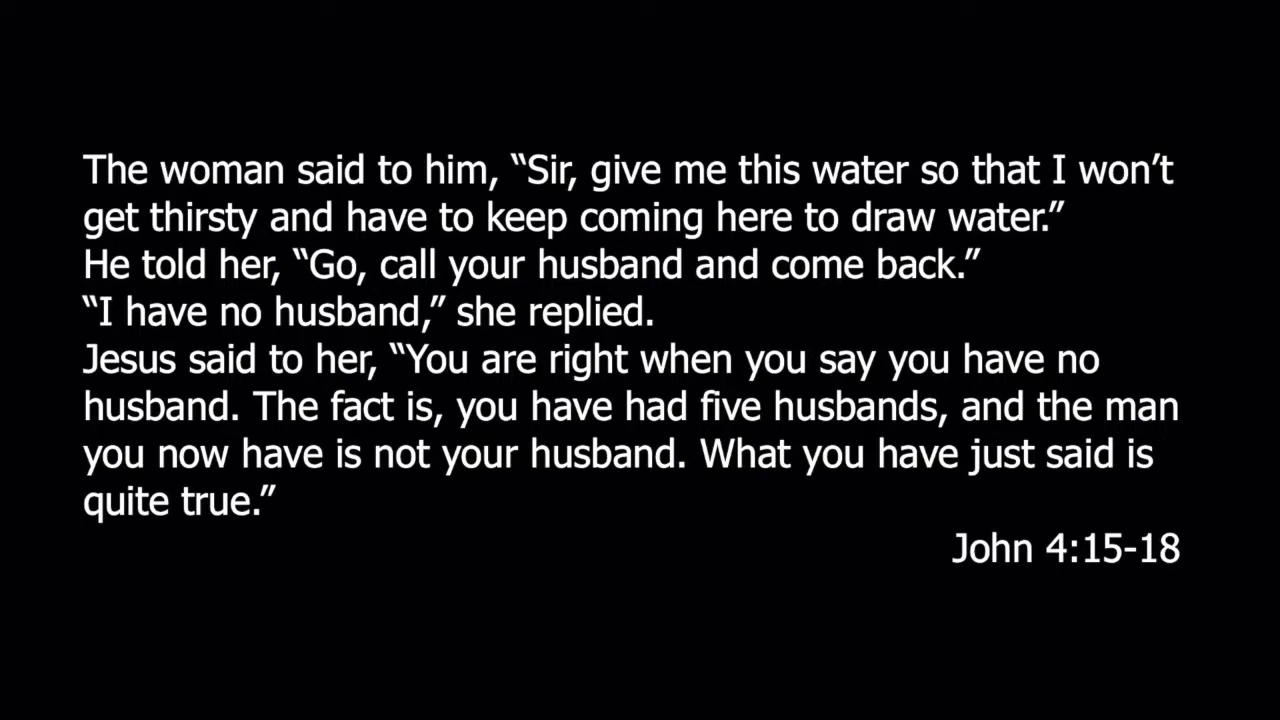 The woman said to him, “Sir, give me this water so that I won’t
get thirsty and have to keep coming here to draw water.”
He told her, “Go, call your husband and come back.”
“I have no husband,” she replied.
Jesus said to her, “You are right when you say you have no
husband. The fact is, you have had five husbands, and the man
you now have is not your husband. What you have just said is
quite true.”
John 4:15-18